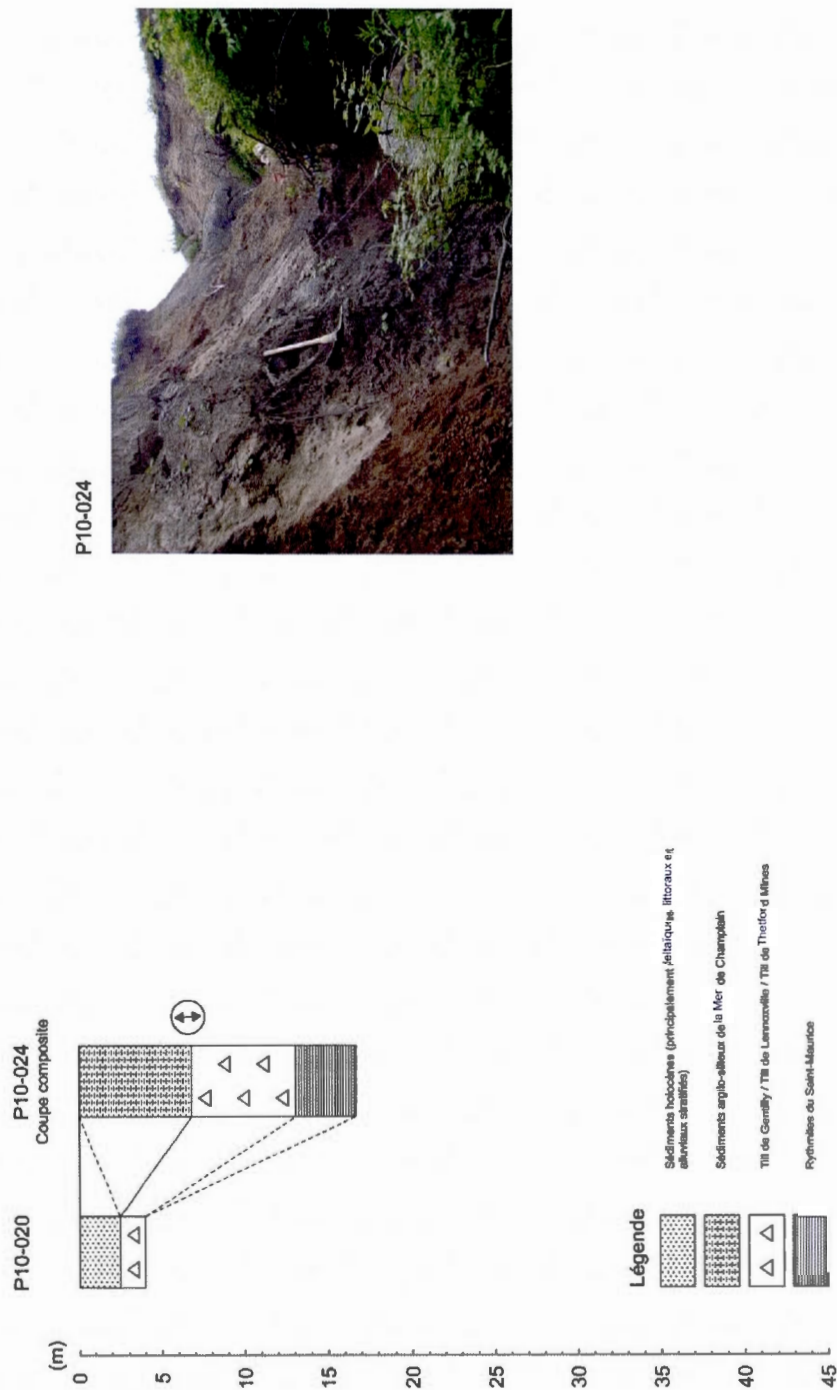 P10-020
P10-024
Coupe composite
P10-024
(m)
0
5
10
15
20
25
30
35
40
45
Légende
Sédiments holocènes (principalement littoraux et
alluviaux stratifiés)
Sédiments argilo-silteux de la Mer de Champlain
Till de Gentilly / Till de Lennoxville / Till de Thetford Mines
Rythmites du Saint-Maurice